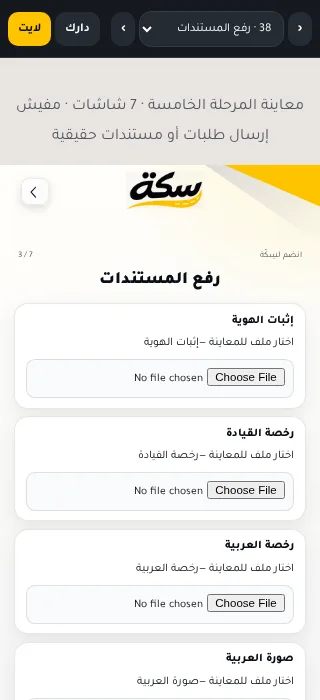 ‹
38 · رفع المستندات
›
دارك
لايت
معاينة المرحلة الخامسة · 7 شاشات · مفيش
إرسال طلبات أو مستندات حقيقية
سكة
انضم لسِكّة
3 / 7
رفع المستندات
إثبات الهوية
اختار ملف للمعاينة —إثبات الهوية
Choose File No file chosen
رخصة القيادة
اختار ملف للمعاينة —رخصة القيادة
Choose File No file chosen
رخصة العربية
اختار ملف للمعاينة —رخصة العربية
Choose File No file chosen
صورة العربية
اختار ملف للمعاينة —صورة العربية